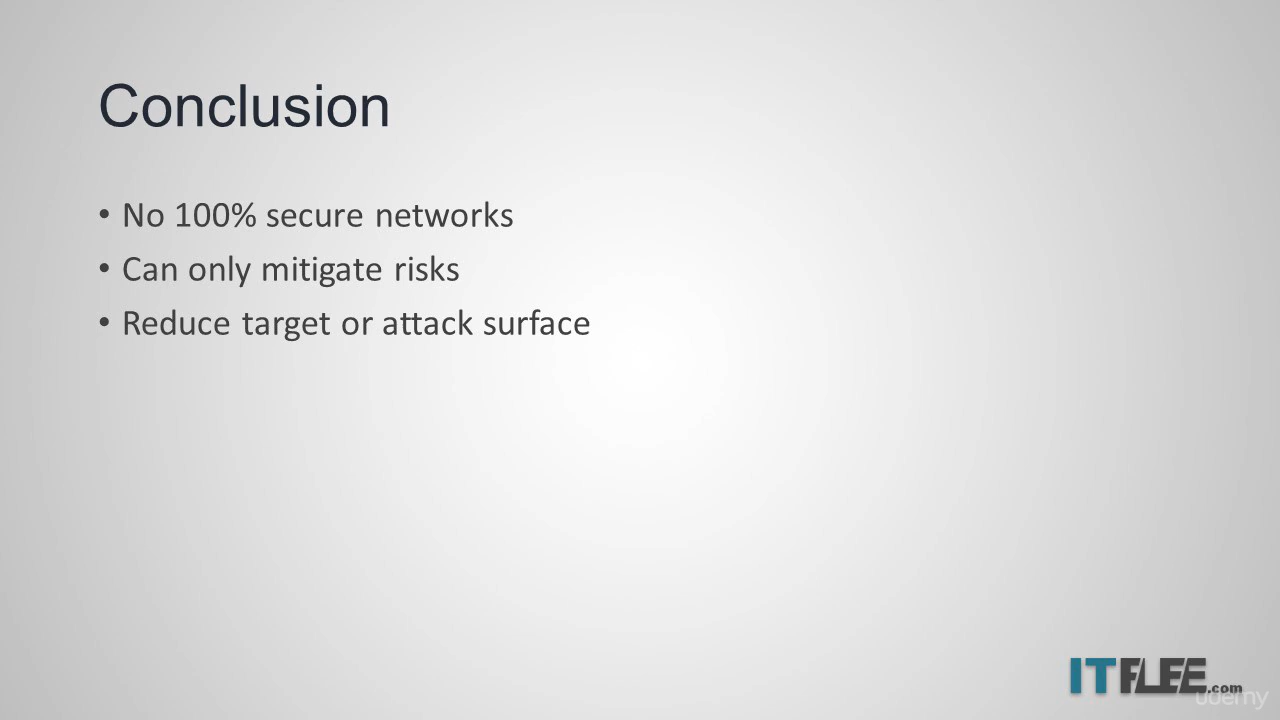 Conclusion
• No 100% secure networks
• Can only mitigate risks
• Reduce target or attack surface
ITFLEE.com
udemy